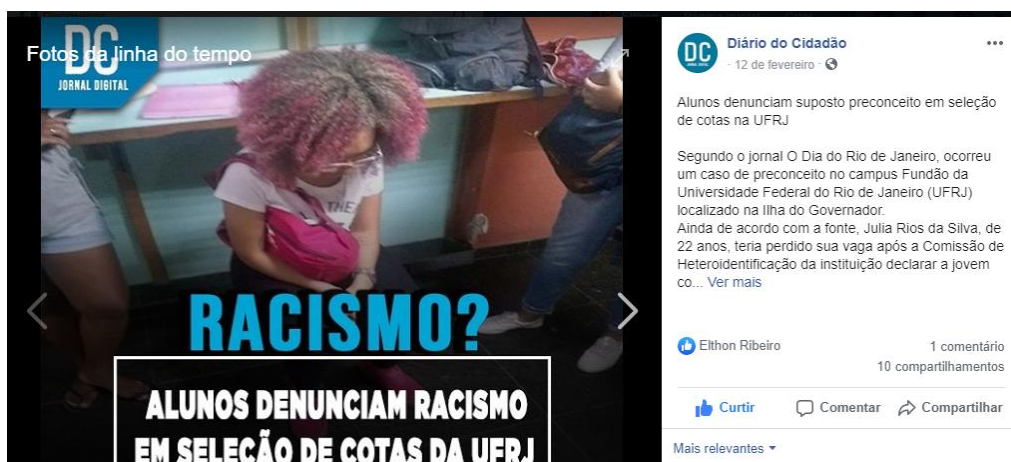 Fotos da linha do tempo
DC
JORNAL DIGITAL
THE
RACISMO?
ALUNOS DENUNCIAM RACISMO
EM SELEÇÃO DE COTAS DA UFRJ
DC
Diário do Cidadão
· 12 de fevereiro ·
Alunos denunciam suposto preconceito em seleção
de cotas na UFRJ
Segundo o jornal O Dia do Rio de Janeiro, ocorreu
um caso de preconceito no campus Fundão da
Universidade Federal do Rio de Janeiro (UFRJ)
localizado na Ilha do Governador.
Ainda de acordo com a fonte, Julia Rios da Silva, de
22 anos, teria perdido sua vaga após a Comissão de
Heteroidentificação da instituição declarar a jovem
co... Ver mais
Elthon Ribeiro
1 comentário
10 compartilhamentos
Curtir
Comentar
Compartilhar
Mais relevantes